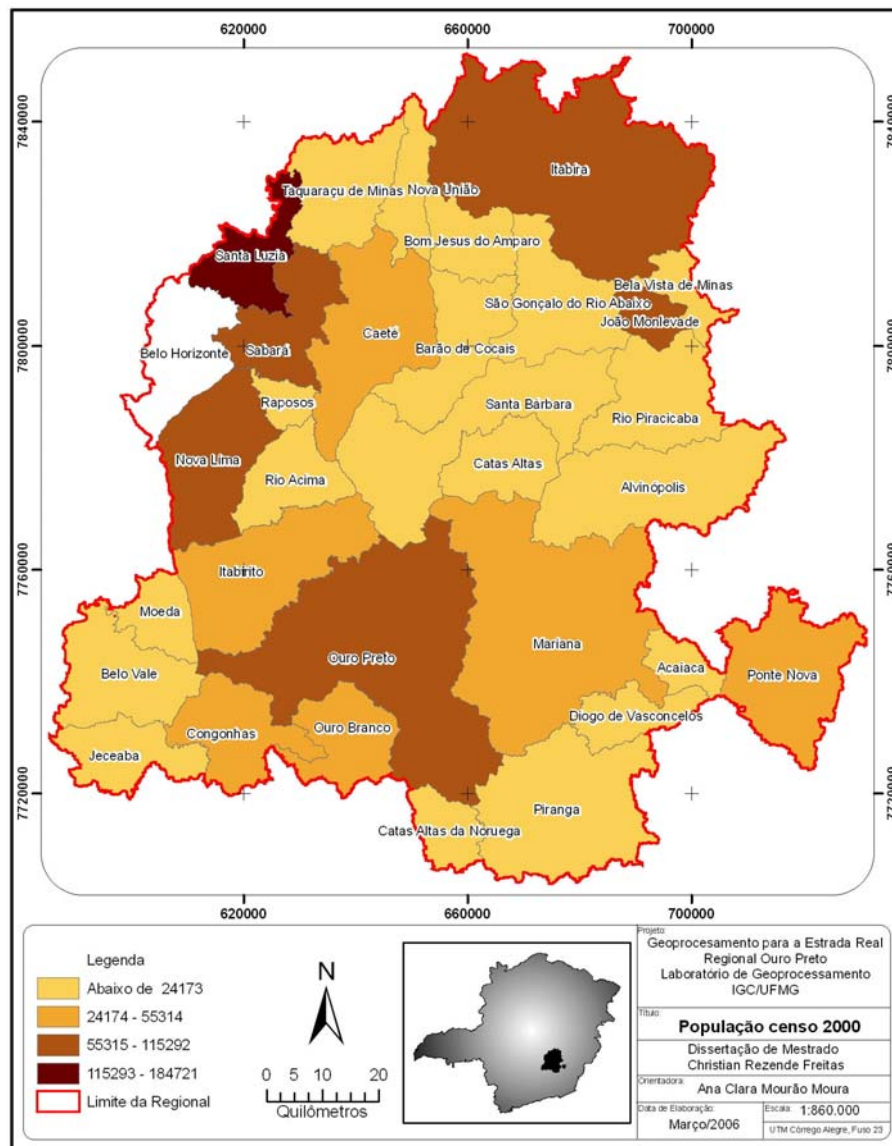 620000 660000 700000
7840000 7840000
Itabira
Taquaraçu de Minas Nova União
Bom Jesus do Amparo
Santa Luzia
Bela Vista de Minas
São Gonçalo do Rio Abaixo
João Monlevade
Caeté
Belo Horizonte Sabará Barão de Cocais
7800000 7800000
Raposos Santa Bárbara
Rio Piracicaba
Nova Lima
Rio Acima Catas Altas
Alvinópolis
7760000 7760000
Itabirito
Moeda
Mariana
Ouro Preto
Acaiaca
Belo Vale Ponte Nova
Diogo de Vasconcelos
Congonhas Ouro Branco
Jeceaba
7720000 7720000
Piranga
Catas Altas da Noruega
620000 660000 700000
Legenda
Abaixo de 24173
24174 - 55314
55315 - 115292
115293 - 184721
Limite da Regional
N
0 5 10 20
Quilômetros
Projeto:
Geoprocesamento para a Estrada Real
Regional Ouro Preto
Laboratório de Geoprocessamento
IGC/UFMG
Título:
População censo 2000
Dissertação de Mestrado
Christian Rezende Freitas
Orientadora:
Ana Clara Mourão Moura
Data de Elaboração:
Março/2006
Escala: 1:860.000
UTM Córrego Alegre, Fuso 23